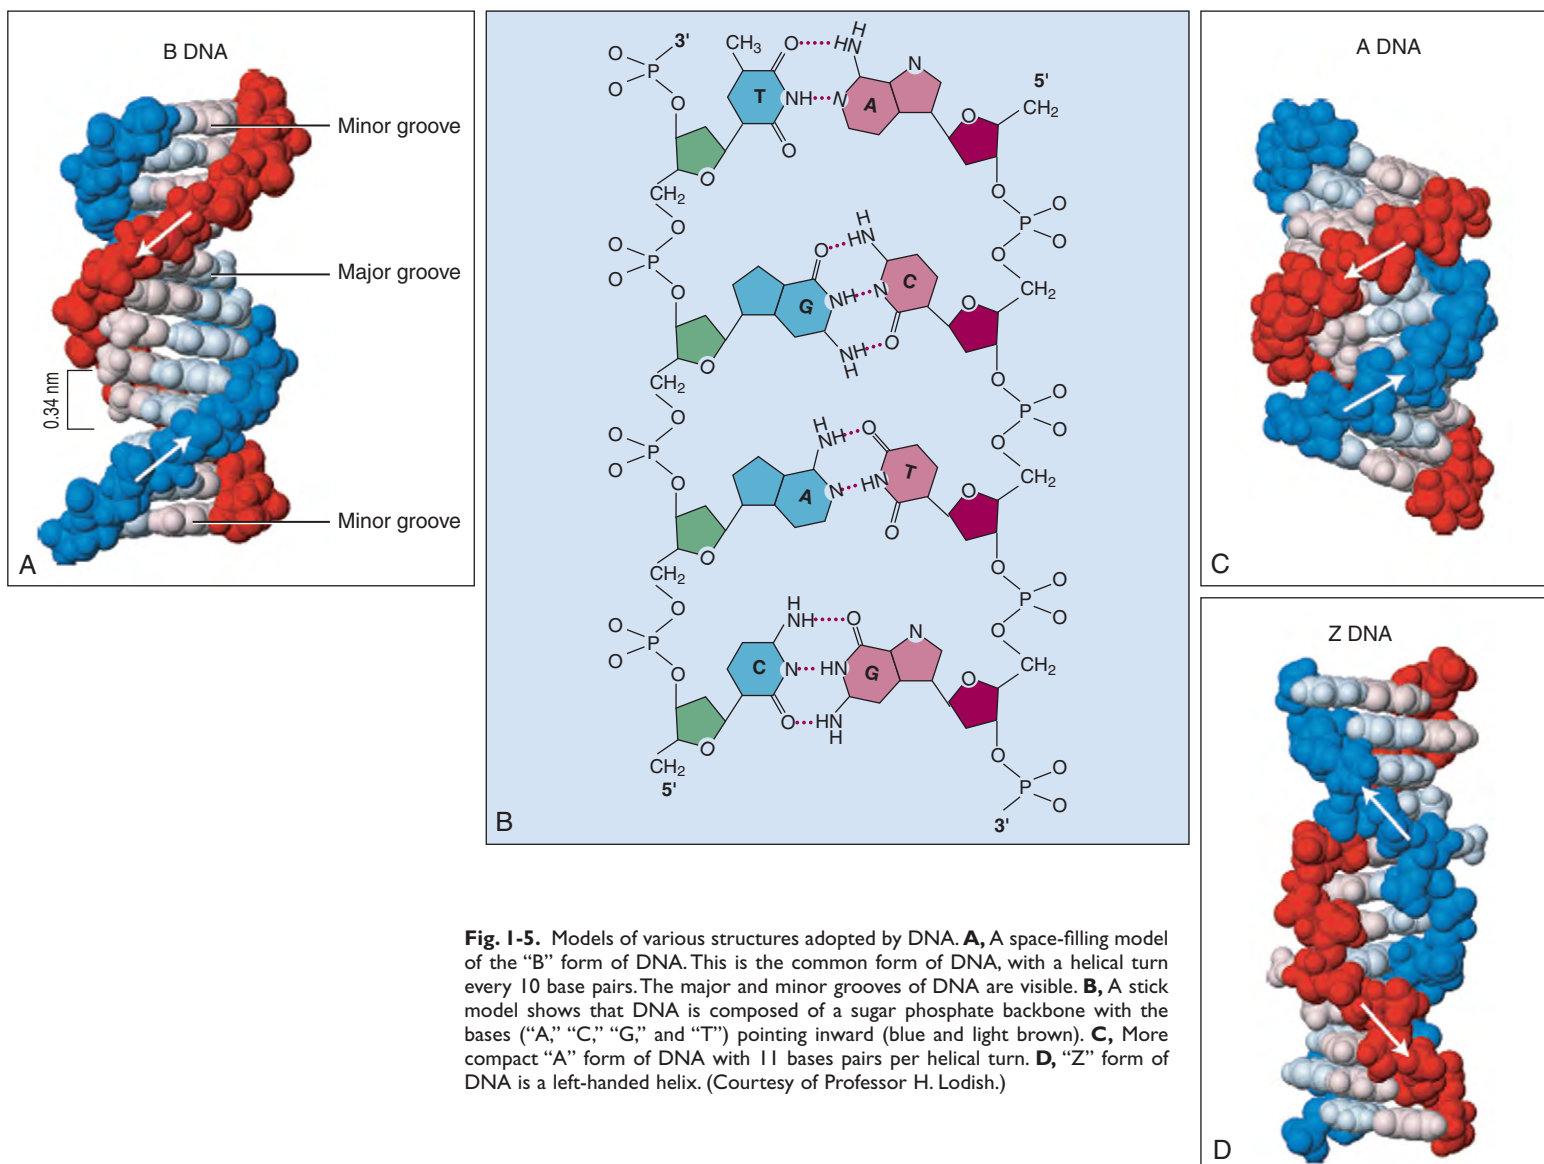 B DNA
Minor groove
Major groove
0.34 nm
Minor groove
A
3'
O
P
O
O
CH₃
O
HN
H
N
T
NH
N
A
5'
O
CH₂
O
O
CH₂
O
O
P
O
O
P
O
O
O
H
O
HN
CH₂
O
G
NH
N
C
O
O
NH
H
O
CH₂
O
O
P
O
O
P
O
O
O
H
NH
O
CH₂
O
A
N
HN
T
O
O
O
CH₂
O
O
P
O
O
P
O
O
O
H
NH
O
N
CH₂
O
C
N
HN
G
O
O
HN
H
O
CH₂
5'
O
P
O
O
3'
B
A DNA
C
Z DNA
D
Fig. 1-5. Models of various structures adopted by DNA. A, A space-filling model
of the “B” form of DNA. This is the common form of DNA, with a helical turn
every 10 base pairs. The major and minor grooves of DNA are visible. B, A stick
model shows that DNA is composed of a sugar phosphate backbone with the
bases (“A,” “C,” “G,” and “T”) pointing inward (blue and light brown). C, More
compact “A” form of DNA with 11 bases pairs per helical turn. D, “Z” form of
DNA is a left-handed helix. (Courtesy of Professor H. Lodish.)